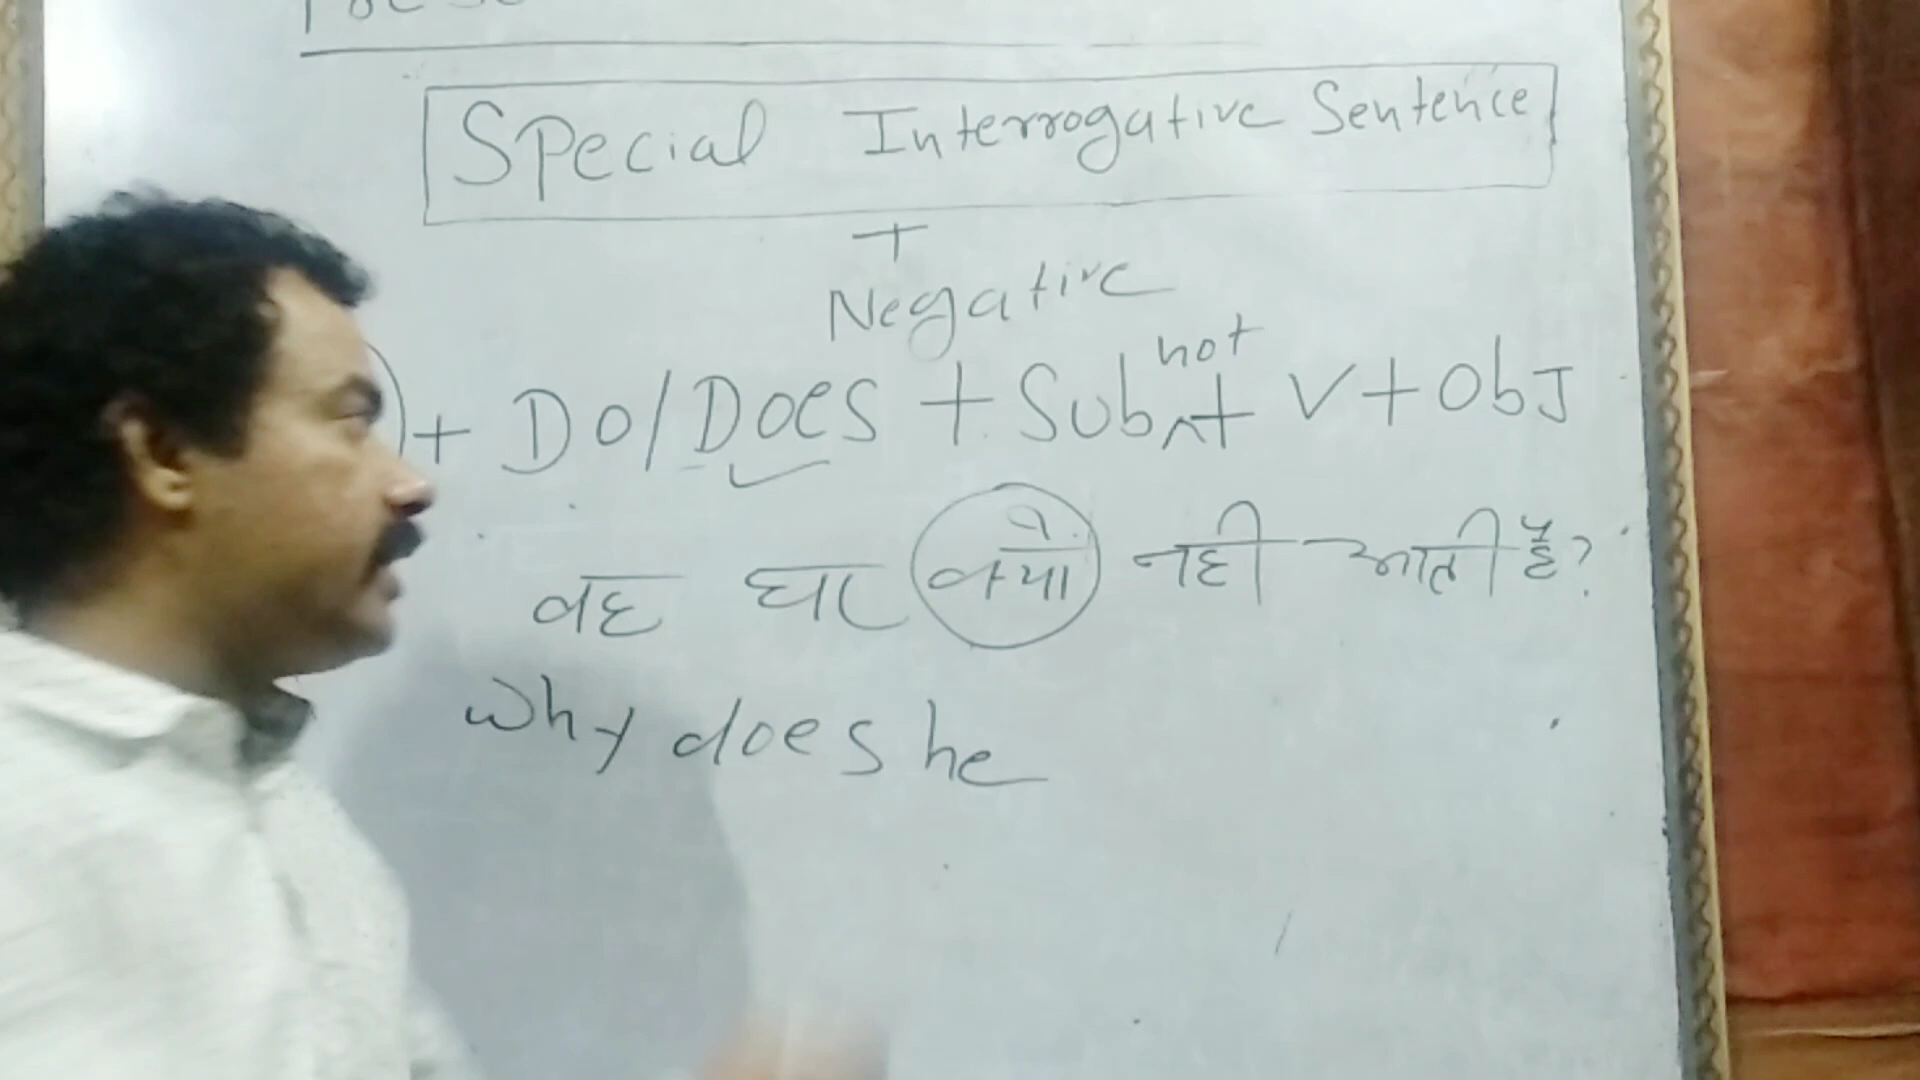 Special Interrogative Sentence
+
Negative
+ Do/Does + Sub + not V + Obj
वह घर क्यों नही आती है?
Why does he